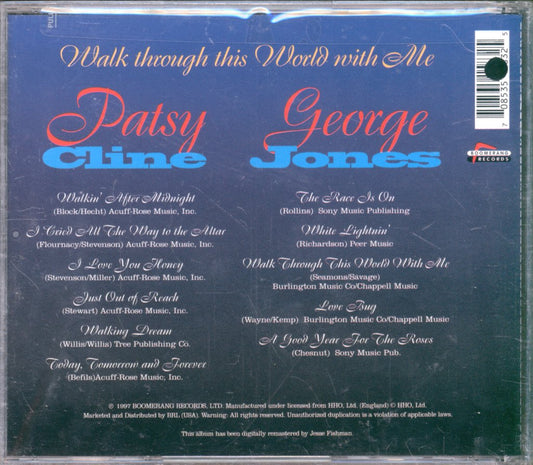 Walk through this World with Me
Patsy
Cline
George
Jones
BOOMERANG
RECORDS
Walkin' After Midnight
(Block/Hecht) Acuff-Rose Music, Inc.
I Cried All The Way to the Altar
(Flournacy/Stevenson) Acuff-Rose Music, Inc.
I Love You Honey
(Stevenson/Miller) Acuff-Rose Music, Inc.
Just Out of Reach
(Stewart) Acuff-Rose Music, Inc.
Walking Dream
(Willis/Willis) Tree Publishing Co.
Today, Tomorrow and Forever
(Befils)Acuff-Rose Music, Inc.
The Race Is On
(Rollins) Sony Music Publishing
White Lightnin'
(Richardson) Peer Music
Walk Through This World With Me
(Seamons/Savage)
Burlington Music Co/Chappell Music
Love Bug
(Wayne/Kemp) Burlington Music Co/Chappell Music
A Good Year For The Roses
(Chesnut) Sony Music Pub.
℗ 1997 BOOMERANG RECORDS, LTD. Manufactured under licensed from HHO, Ltd. (England) © HHO, Ltd.
Marketed and Distributed by BRL (USA). Warning: All rights reserved. Unauthorized duplication is a violation of applicable laws.
This album has been digitally remastered by Jesse Fishman.